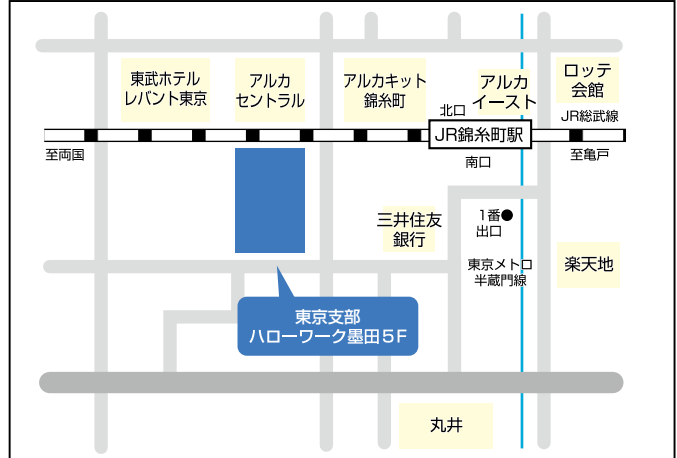 東武ホテル
レバント東京
アルカ
セントラル
アルカキット
錦糸町
アルカ
イースト
ロッテ
会館
北口
JR総武線
JR錦糸町駅
至両国
至亀戸
南口
三井住友
銀行
1番●
出口
東京メトロ
半蔵門線
楽天地
東京支部
ハローワーク墨田5F
丸井